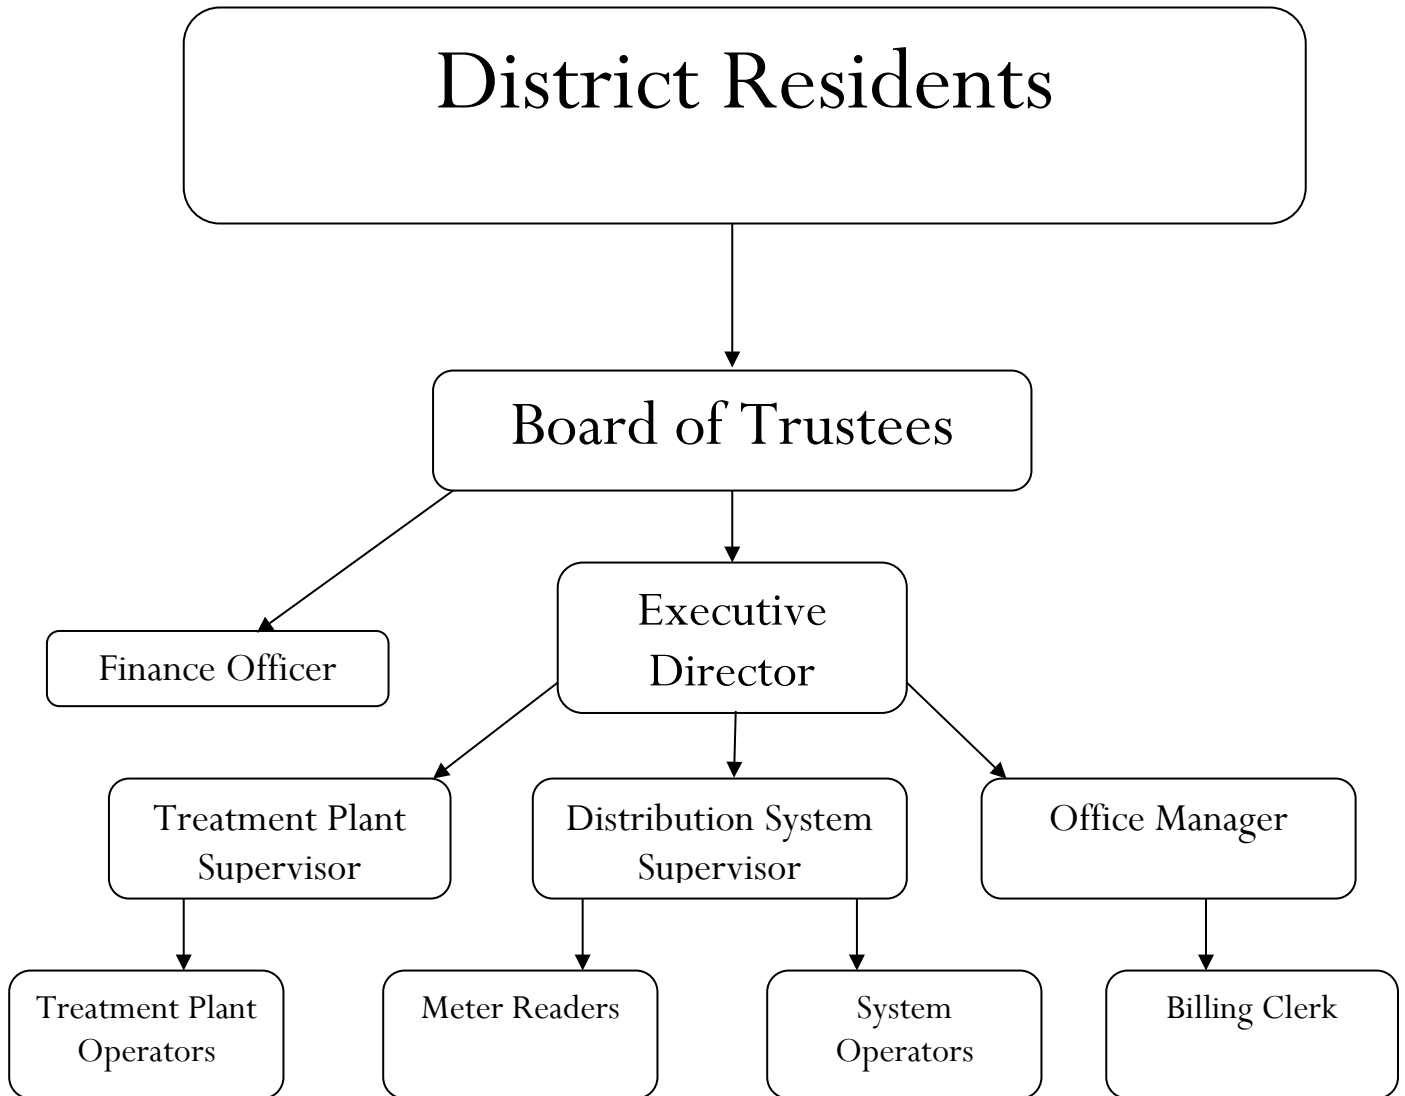 District Residents
Board of Trustees
Executive
Director
Finance Officer
Treatment Plant
Supervisor
Distribution System
Supervisor
Office Manager
Treatment Plant
Operators
Meter Readers
System
Operators
Billing Clerk